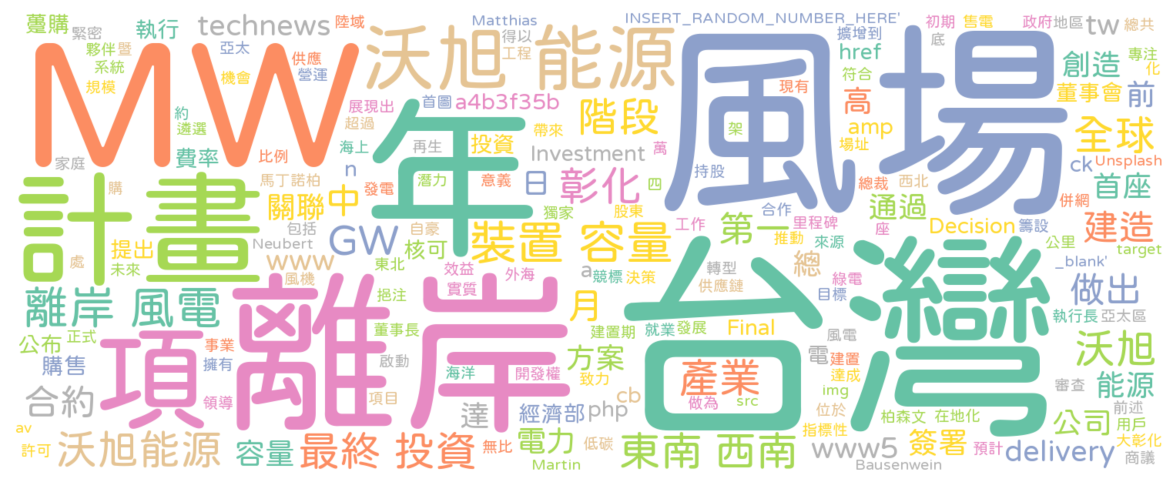 躉購 緊密 執行 technews 陸域 Matthias INSERT_RANDOM_NUMBER_HERE' 初期 售電 政府 地區 tw 總共
夥伴 暨 亞太 供應 沃旭 能源 得以 擴增到 底 專注
系統 機會 營運 工程 href 符合 創造 化
規模 MW 展現出 首圖 a4b3f35b 階段 風場 現有 高 董事會 前
約 遴選 超過 年 帶來 萬 架 amp 全球
費率 比例 海上 再生 投資 Investment 場址 ck Unsplash
家庭 n 潛力 意義 日 彰化 四 持股 總裁 西北 併網 首座
計畫 購 馬丁諾柏 發電 獨家 股東 合作 通過
關聯 中 自豪 工作 第一 里程碑 座 Decision 籌設 建造
提出 包括 GW 核可 裝置 容量 推動 來源 公里
未來 Neubert 東北 效益 a 競標 決策 轉型 總 綠電 _blank' target
處 www 風機 外海 供應鏈 目標 做出
離岸 風電 離岸 挹注 實質 月 台灣 執行長 亞太區
公布 正式 項 事業 董事長 建置期 就業 發展 Final 風電 沃旭
購售 擁有 啟動 海洋 開發權 方案 產業 電 建置 審查
合約 領導 項目 致力 做為 src 達成 img 能源
av 達 經濟部 php cb 位於 柏森文 在地化 公司 前述
許可 沃旭能源 容量 最終 投資 無比 電力 低碳 東南 西南 www5 指標性 簽署 用戶
Martin Bausenwein 預計 delivery 大彰化 商議